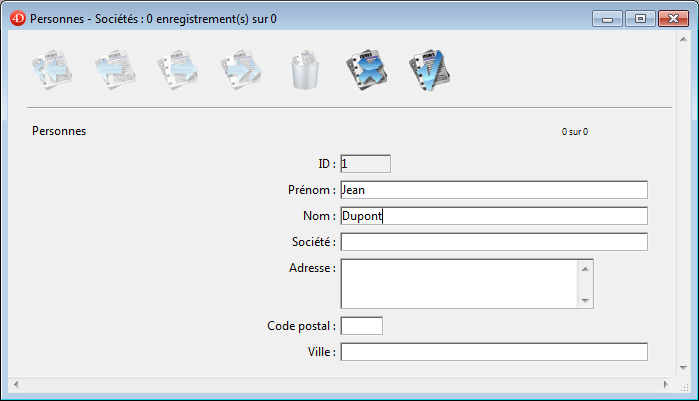 4D Personnes - Sociétés : 0 enregistrement(s) sur 0
Personnes 0 sur 0
ID : 1
Prénom : Jean
Nom : Dupont
Société :
Adresse :
Code postal :
Ville :